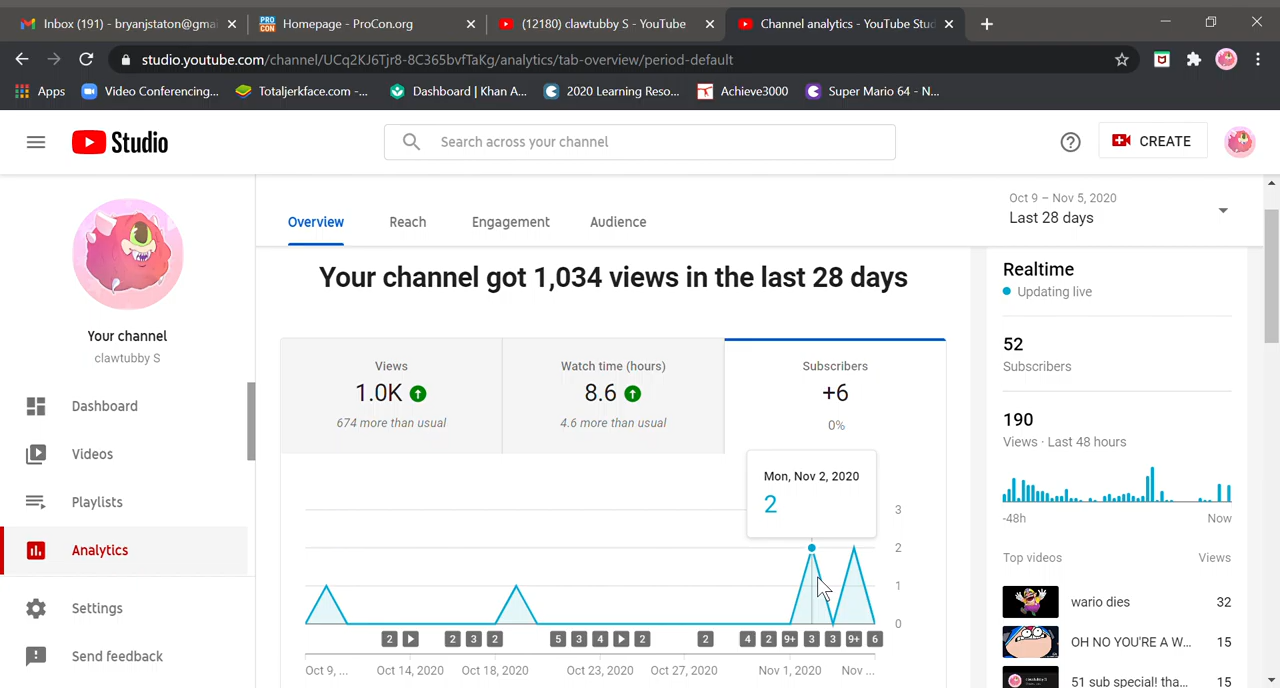 Inbox (191) - bryanjstaton@gmai
PRO CON
Homepage - ProCon.org
(12180) clawtubby S - YouTube
Channel analytics - YouTube Stud
studio.youtube.com/channel/UCq2KJ6Tjr8-8C365bvfTaKg/analytics/tab-overview/period-default
Apps
Video Conferencing...
Totaljerkface.com -...
Dashboard | Khan A...
2020 Learning Reso...
Achieve3000
Super Mario 64 - N...
Studio
Search across your channel
CREATE
Your channel
clawtubby S
Dashboard
Videos
Playlists
Analytics
Settings
Send feedback
Overview
Reach
Engagement
Audience
Oct 9 – Nov 5, 2020
Last 28 days
Your channel got 1,034 views in the last 28 days
Views
1.0K
674 more than usual
Watch time (hours)
8.6
4.6 more than usual
Subscribers
+6
0%
Mon, Nov 2, 2020
2
3
2
1
0
2 2 3 2 5 3 4 2 2 4 2 9+ 3 3 9+ 6
Oct 9, ...
Oct 14, 2020
Oct 18, 2020
Oct 23, 2020
Oct 27, 2020
Nov 1, 2020
Nov ...
Realtime
Updating live
52
Subscribers
190
Views · Last 48 hours
-48h
Now
Top videos
Views
wario dies
32
OH NO YOU'RE A W...
15
51 sub special! tha...
15